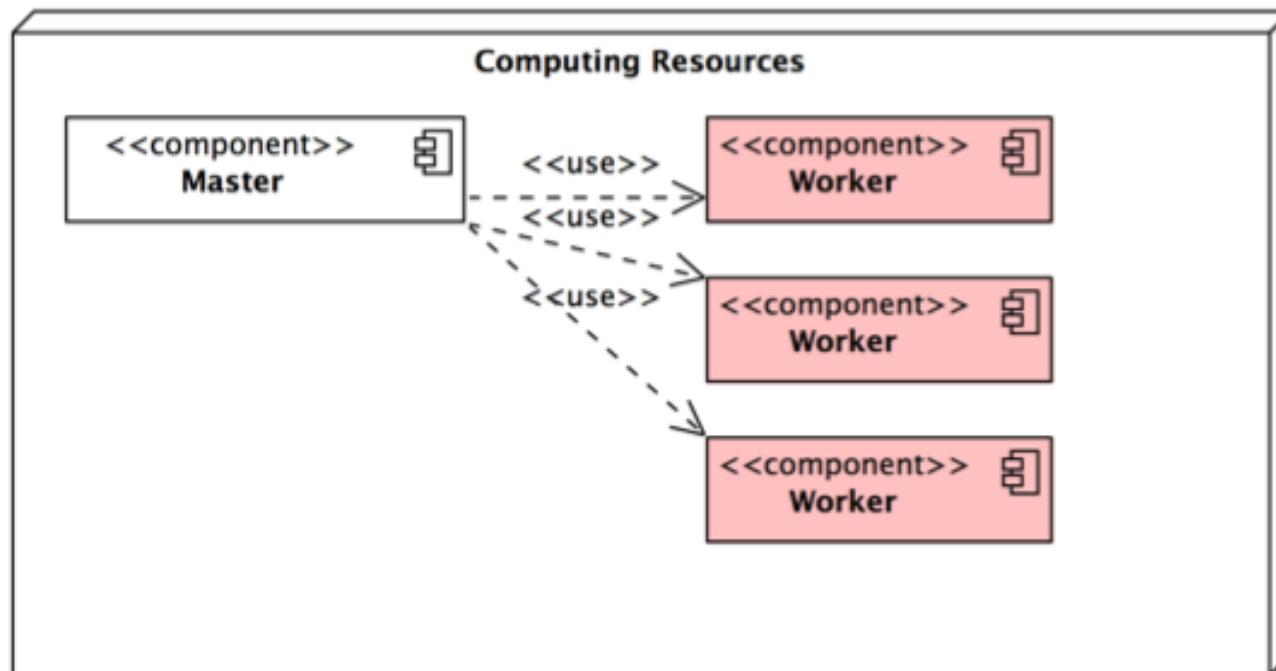 Computing Resources
<<component>>
Master
<<use>>
<<use>>
<<use>>
<<component>>
Worker
<<component>>
Worker
<<component>>
Worker